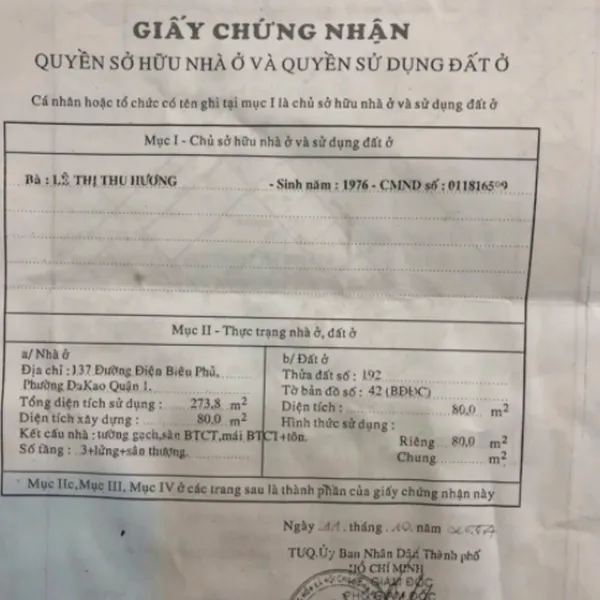 GIẤY CHỨNG NHẬN
QUYỀN SỞ HỮU NHÀ Ở VÀ QUYỀN SỬ DỤNG ĐẤT Ở
Cá nhân hoặc tổ chức có tên ghi tại mục I là chủ sở hữu nhà ở và sử dụng đất ở
Mục I - Chủ sở hữu nhà ở và sử dụng đất ở
Bà : LÊ THỊ THU HƯƠNG - Sinh năm : 1976 - CMND số :
Mục II - Thực trạng nhà ở, đất ở
a/ Nhà ở
Địa chỉ :137 Đường Điện Biên Phủ,
Phường DaKao Quận 1.
Tổng diện tích sử dụng : 273,8 m²
Diện tích xây dựng : 80,0 m²
Kết cấu nhà : tường gạch,sàn BTCT,mái BTCT+tôn.
Số tầng : 3+lửng+sân thượng.
b/ Đất ở
Thửa đất số : 192
Tờ bản đồ số : 42 (BĐĐC)
Diện tích : 80,0 m²
Hình thức sử dụng :
Riêng 80,0 m²
Chung m²
Mục IIc,Mục III, Mục IV ở các trang sau là thành phần của giấy chứng nhận này
Ngày 11 tháng 10 năm
TUQ.Ủy Ban Nhân Dân Thành phố
HỒ CHÍ MINH
GIÁM ĐỐC
PHÓ GIÁM ĐỐC